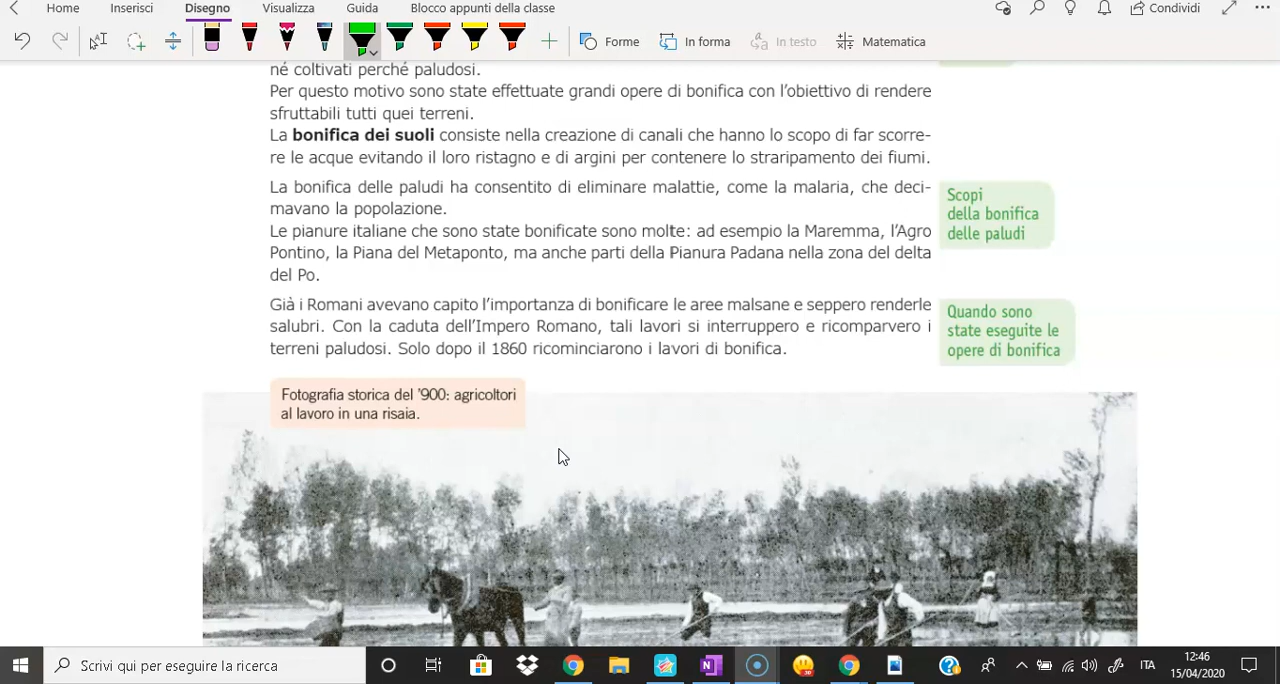 Home Inserisci Disegno Visualizza Guida Blocco appunti della classe
Condividi
Forme In forma In testo Matematica
né coltivati perché paludosi.
Per questo motivo sono state effettuate grandi opere di bonifica con l'obiettivo di rendere
sfruttabili tutti quei terreni.
La bonifica dei suoli consiste nella creazione di canali che hanno lo scopo di far scorre-
re le acque evitando il loro ristagno e di argini per contenere lo straripamento dei fiumi.
La bonifica delle paludi ha consentito di eliminare malattie, come la malaria, che deci-
mavano la popolazione.
Le pianure italiane che sono state bonificate sono molte: ad esempio la Maremma, l'Agro
Pontino, la Piana del Metaponto, ma anche parti della Pianura Padana nella zona del delta
del Po.
Scopi
della bonifica
delle paludi
Già i Romani avevano capito l'importanza di bonificare le aree malsane e seppero renderle
salubri. Con la caduta dell'Impero Romano, tali lavori si interruppero e ricomparvero i
terreni paludosi. Solo dopo il 1860 ricominciarono i lavori di bonifica.
Quando sono
state eseguite le
opere di bonifica
Fotografia storica del '900: agricoltori
al lavoro in una risaia.
Scrivi qui per eseguire la ricerca
ITA
12:46
15/04/2020